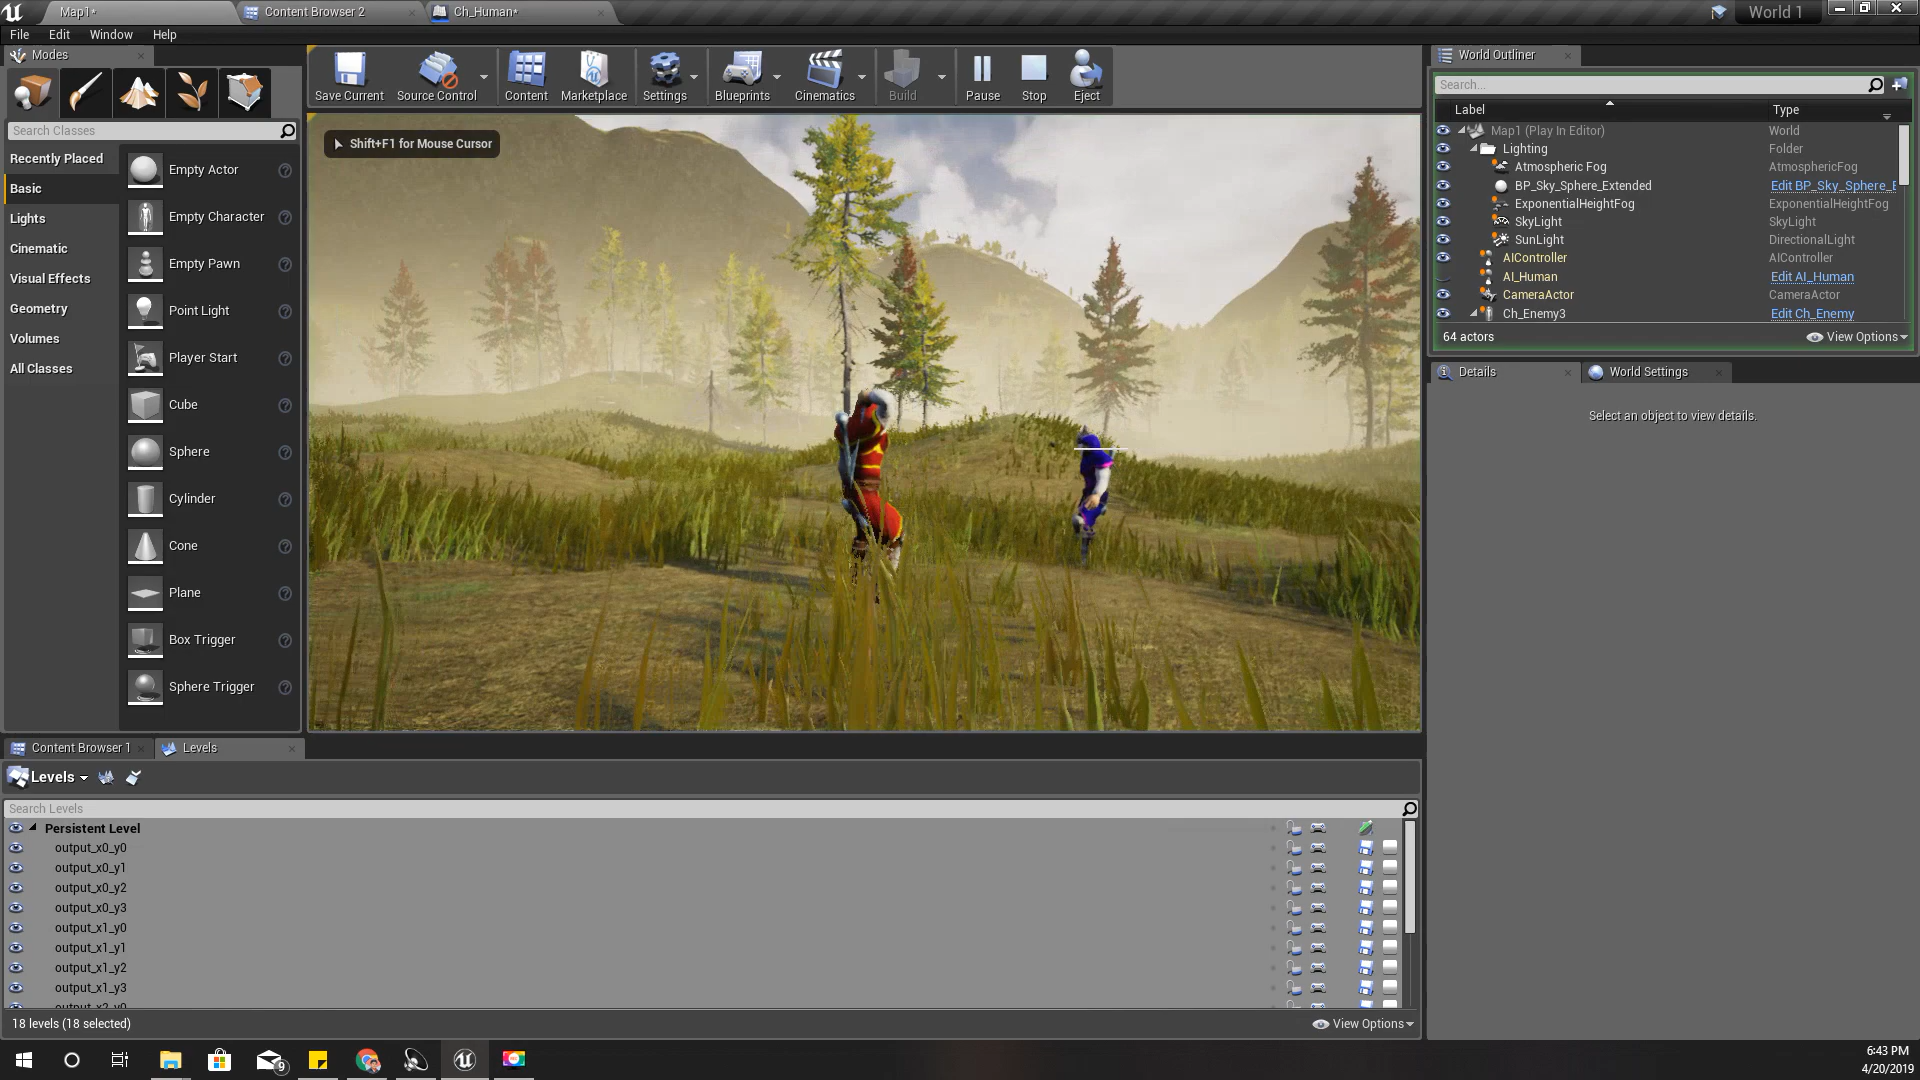 Map1*
Content Browser 2
Ch_Human*
World 1
File Edit Window Help
Modes
Save Current
Source Control
Content
Marketplace
Settings
Blueprints
Cinematics
Build
Pause
Stop
Eject
Search Classes
Recently Placed
Basic
Lights
Cinematic
Visual Effects
Geometry
Volumes
All Classes
Empty Actor
Empty Character
Empty Pawn
Point Light
Player Start
Cube
Sphere
Cylinder
Cone
Plane
Box Trigger
Sphere Trigger
Shift+F1 for Mouse Cursor
World Outliner
Search...
Label Type
Map1 (Play In Editor) World
Lighting Folder
Atmospheric Fog AtmosphericFog
BP_Sky_Sphere_Extended Edit BP_Sky_Sphere_E
ExponentialHeightFog ExponentialHeightFog
SkyLight SkyLight
SunLight DirectionalLight
AIController AIController
AI_Human Edit AI_Human
CameraActor CameraActor
Ch_Enemy3 Edit Ch_Enemy
64 actors View Options
Details
World Settings
Select an object to view details.
Content Browser 1
Levels
Levels
Search Levels
Persistent Level
output_x0_y0
output_x0_y1
output_x0_y2
output_x0_y3
output_x1_y0
output_x1_y1
output_x1_y2
output_x1_y3
output_x2_y0
18 levels (18 selected) View Options
9
6:43 PM
4/20/2019